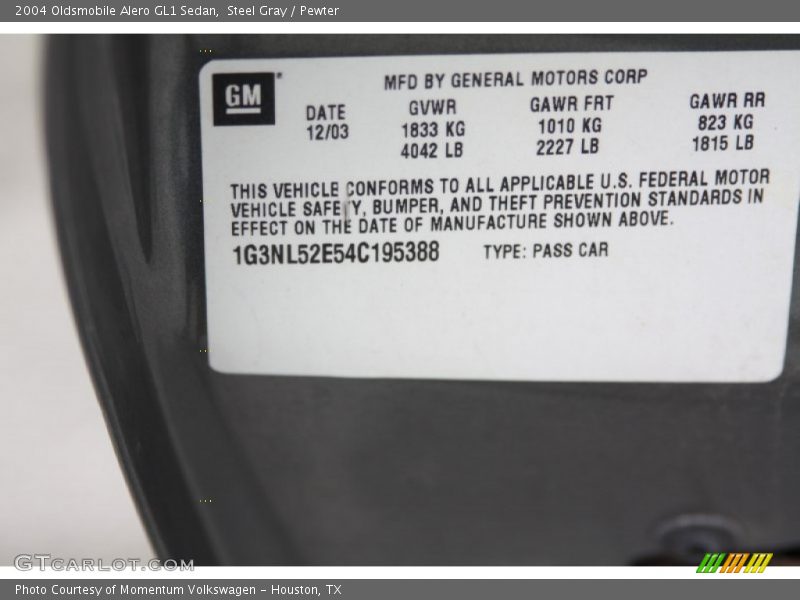 2004 Oldsmobile Alero GL1 Sedan, Steel Gray / Pewter
GM
MFD BY GENERAL MOTORS CORP
DATE GVWR GAWR FRT GAWR RR
12/03 1833 KG 1010 KG 823 KG
4042 LB 2227 LB 1815 LB
THIS VEHICLE CONFORMS TO ALL APPLICABLE U.S. FEDERAL MOTOR
VEHICLE SAFETY, BUMPER, AND THEFT PREVENTION STANDARDS IN
EFFECT ON THE DATE OF MANUFACTURE SHOWN ABOVE.
1G3NL52E54C195388 TYPE: PASS CAR
GTcarlot.com
Photo Courtesy of Momentum Volkswagen - Houston, TX